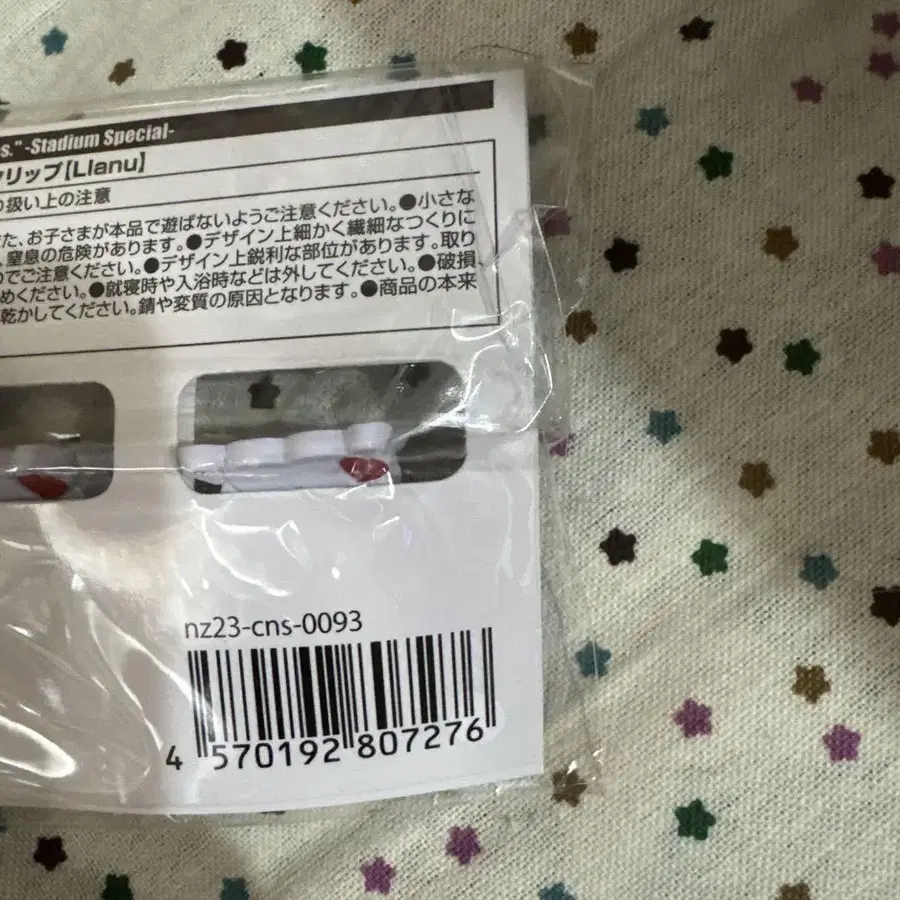 s." -Stadium Special-
リップ【Llanu】
扱い上の注意
た、お子さまが本品で遊ばないようご注意ください。●小さな
窒息の危険があります。●デザイン上細かく繊細なつくりに
のでご注意ください。●デザイン上鋭利な部位があります。取り
めください。●就寝時や入浴時などは外してください。●破損、
乾かしてください。錆や変質の原因となります。●商品の本来
nz23-cns-0093
4 570192 807276